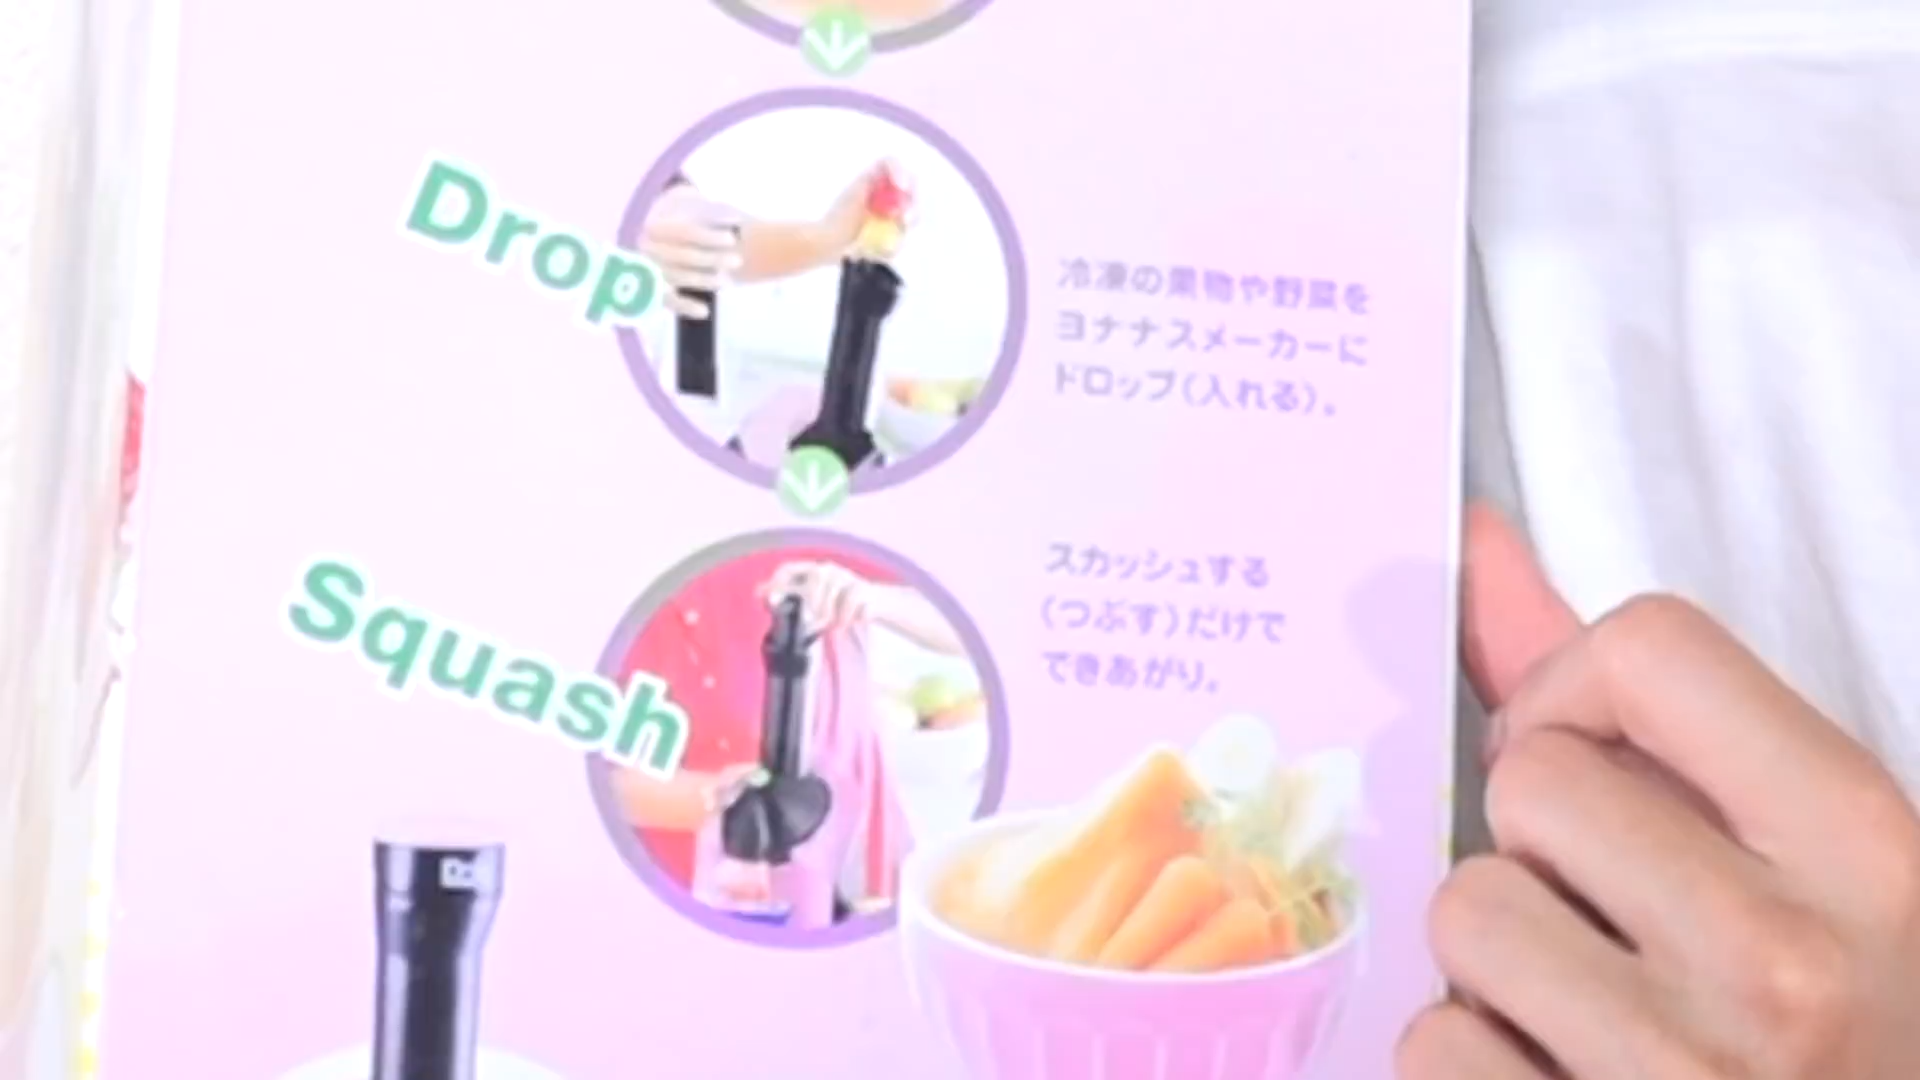 Drop
冷凍の果物や野菜を
ヨナナスメーカーに
ドロップ（入れる）。
Squash
スカッシュする
（つぶす）だけで
できあがり。